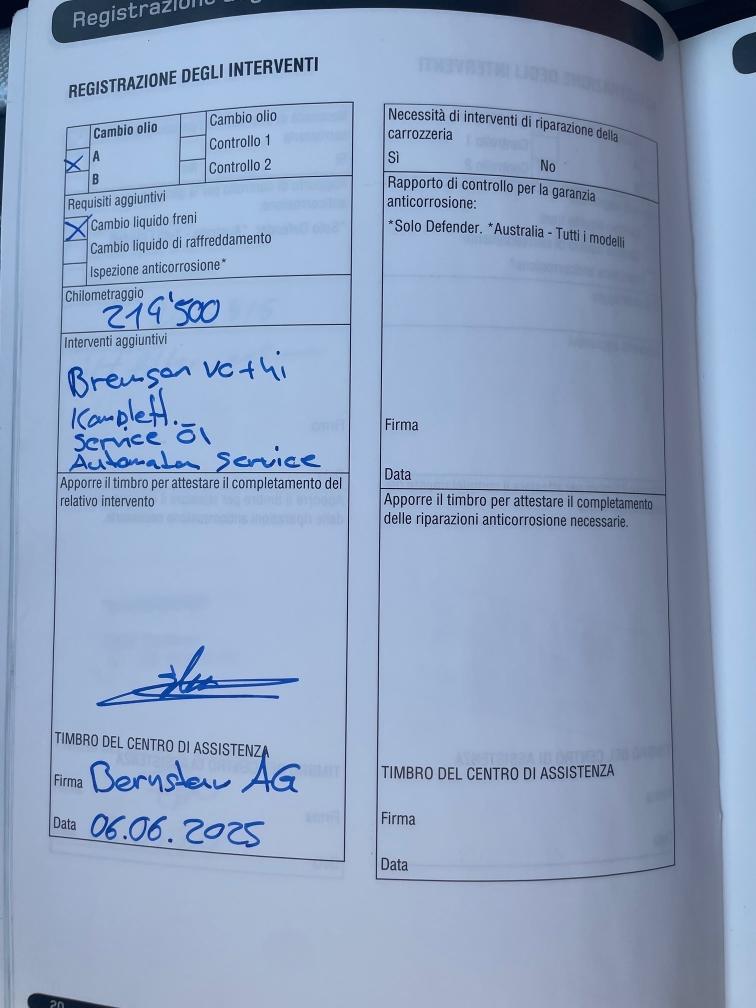 Registrazione
REGISTRAZIONE DEGLI INTERVENTI
Cambio olio
A
B
Cambio olio
Controllo 1
Controllo 2
Requisiti aggiuntivi
Cambio liquido freni
Cambio liquido di raffreddamento
Ispezione anticorrosione*
Chilometraggio
219'500
Interventi aggiuntivi
Bremsen
Komplett.
Service Öl
Automaten Service
Apporre il timbro per attestare il completamento del
relativo intervento
TIMBRO DEL CENTRO DI ASSISTENZA
Firma AG
Data 06.06.2025
Necessità di interventi di riparazione della
carrozzeria
Sì No
Rapporto di controllo per la garanzia
anticorrosione:
*Solo Defender. *Australia - Tutti i modelli
Firma
Data
Apporre il timbro per attestare il completamento
delle riparazioni anticorrosione necessarie.
TIMBRO DEL CENTRO DI ASSISTENZA
Firma
Data
20